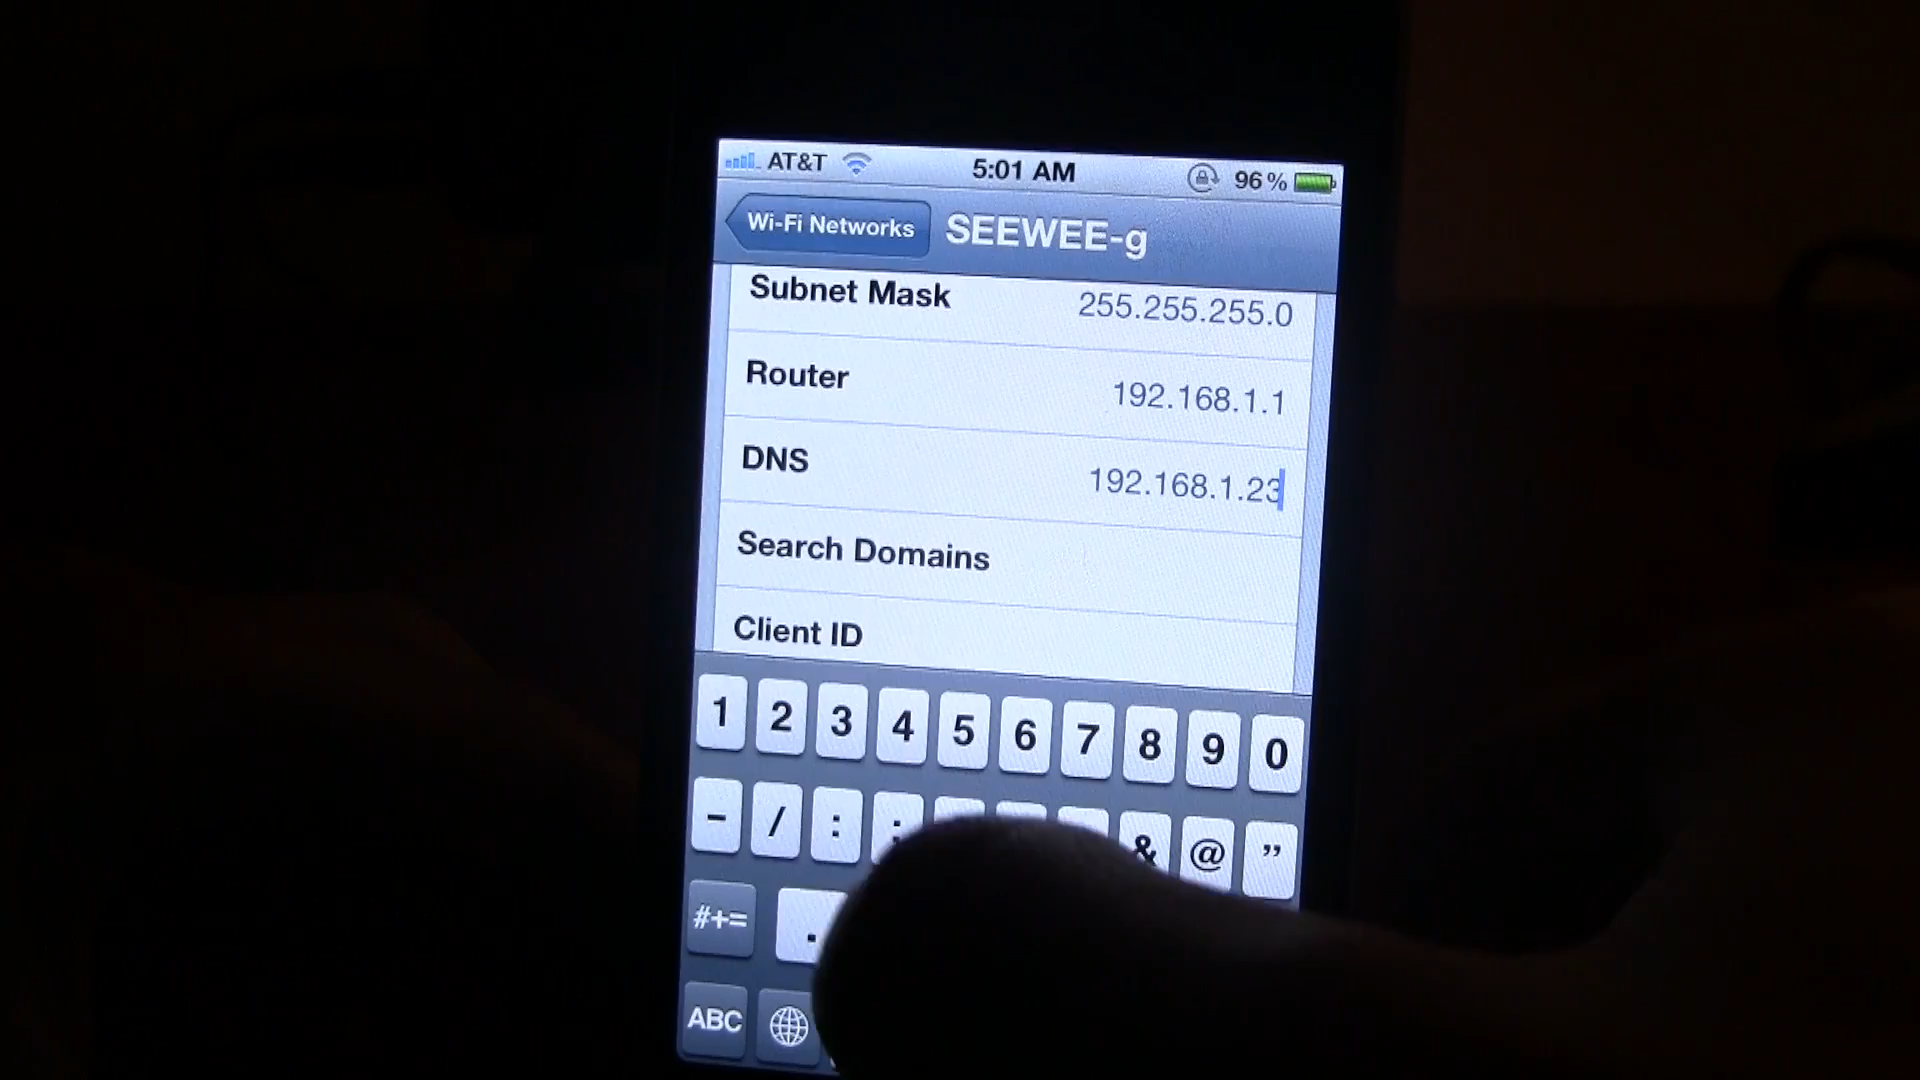 AT&T 5:01 AM 96%
Wi-Fi Networks SEEWEE-g
Subnet Mask 255.255.255.0
Router 192.168.1.1
DNS 192.168.1.23
Search Domains
Client ID
1 2 3 4 5 6 7 8 9 0
- / : ; & @ ”
#+= .
ABC